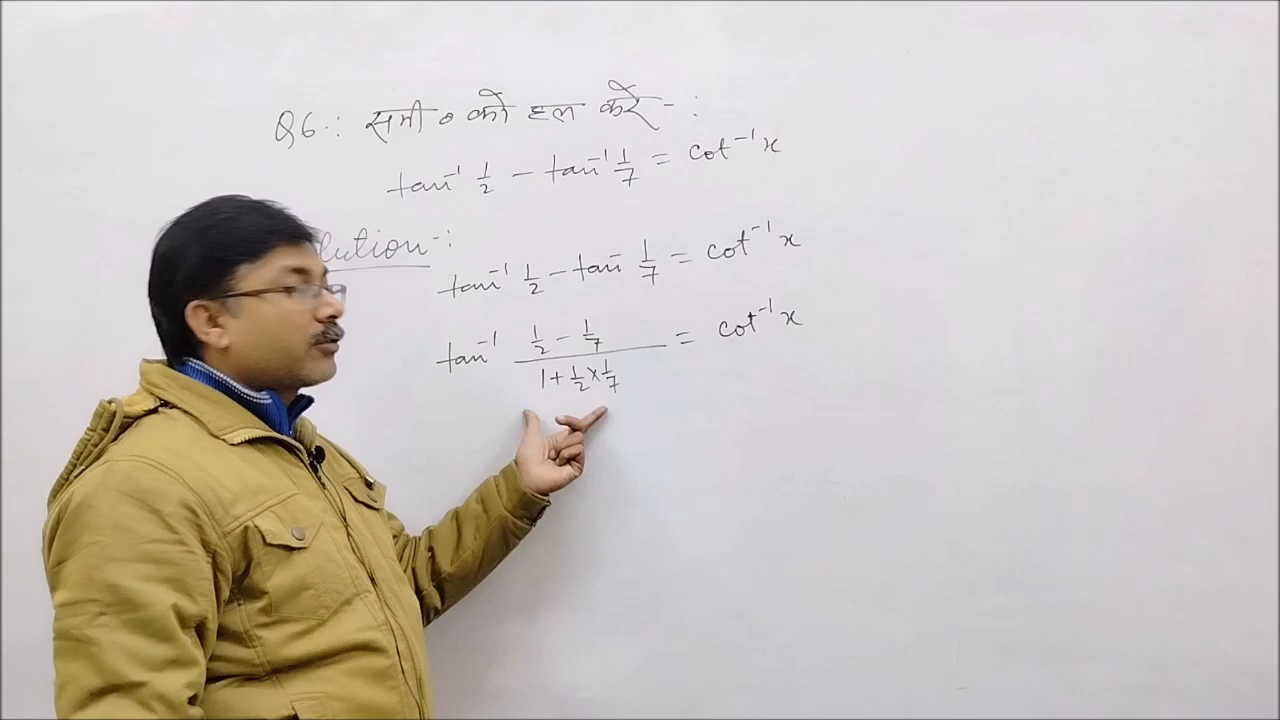 Q6.: समी० को हल करे-:
tan⁻¹ 1/2 - tan⁻¹ 1/7 = cot⁻¹ x
lution-:
tan⁻¹ 1/2 - tan⁻ 1/7 = cot⁻¹ x
tan⁻¹ (1/2 - 1/7)/(1 + 1/2 × 1/7) = cot⁻¹ x